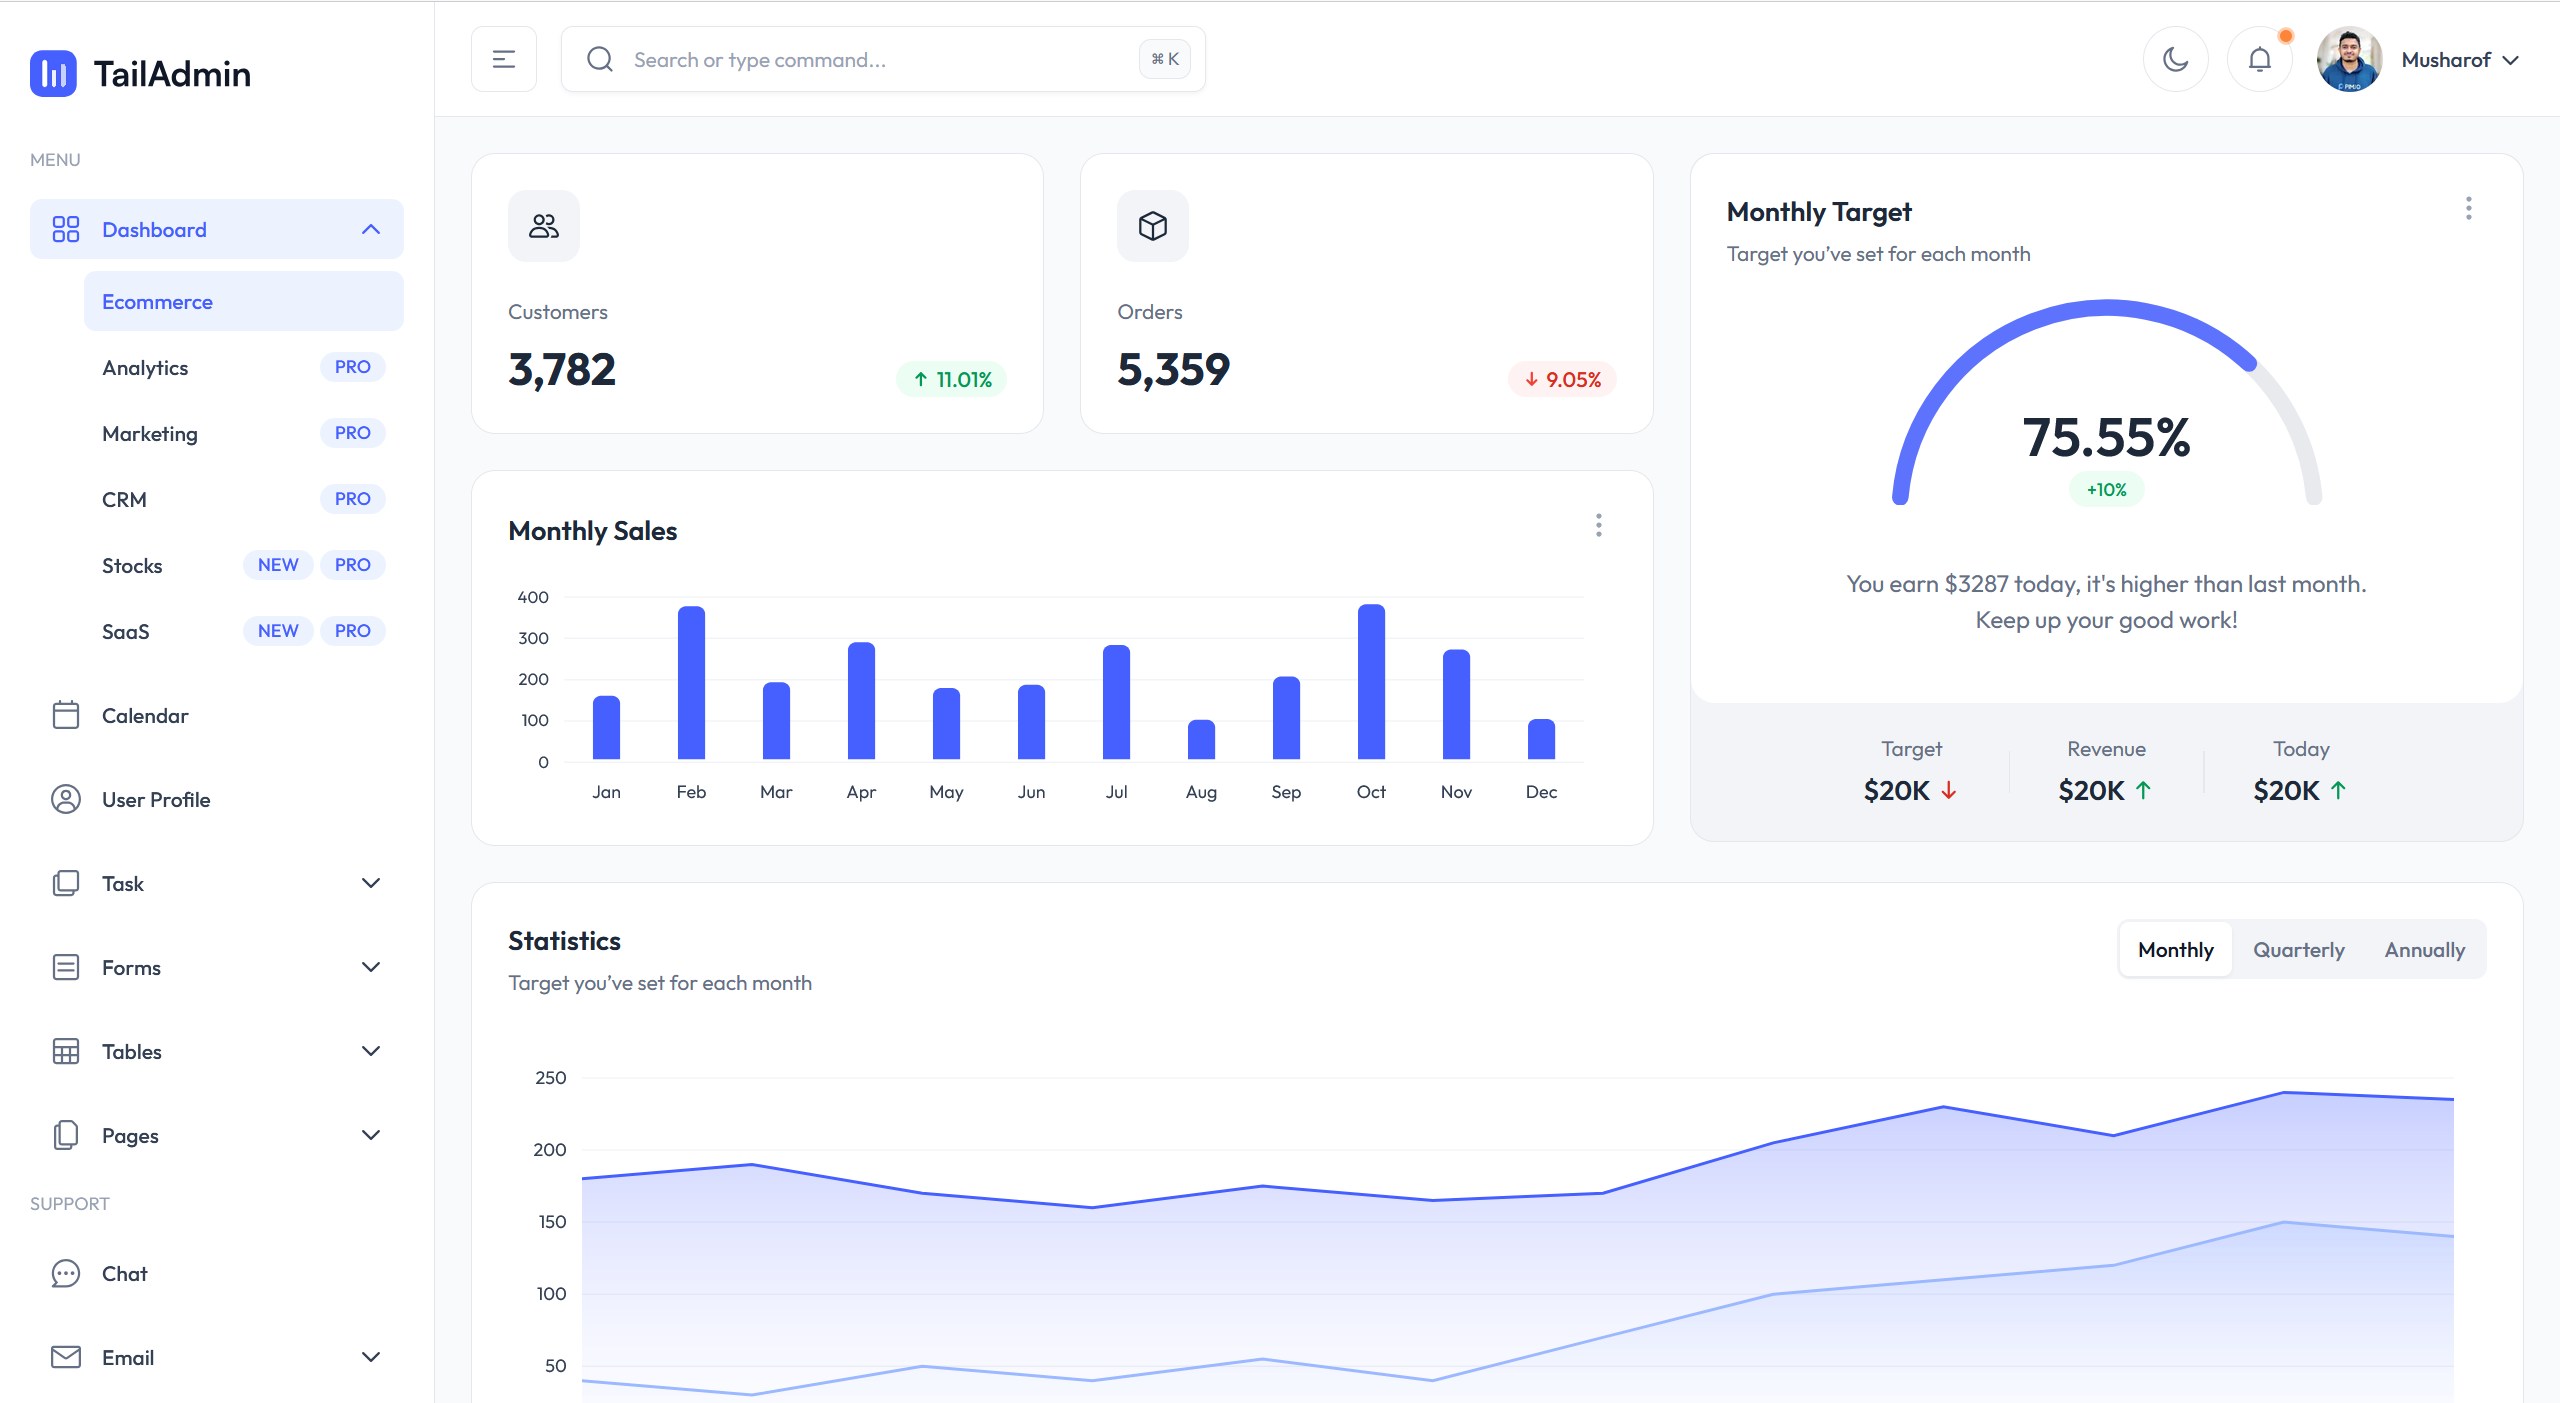 TailAdmin
MENU
Dashboard
Ecommerce
Analytics PRO
Marketing PRO
CRM PRO
Stocks NEW PRO
SaaS NEW PRO
Calendar
User Profile
Task
Forms
Tables
Pages
SUPPORT
Chat
Email
Search or type command... ⌘ K
Musharof
Customers
3,782 ↑ 11.01%
Orders
5,359 ↓ 9.05%
Monthly Sales
400
300
200
100
0
Jan Feb Mar Apr May Jun Jul Aug Sep Oct Nov Dec
Monthly Target
Target you’ve set for each month
75.55%
+10%
You earn $3287 today, it's higher than last month.
Keep up your good work!
Target Revenue Today
$20K ↓ $20K ↑ $20K ↑
Statistics
Target you’ve set for each month
Monthly Quarterly Annually
250
200
150
100
50